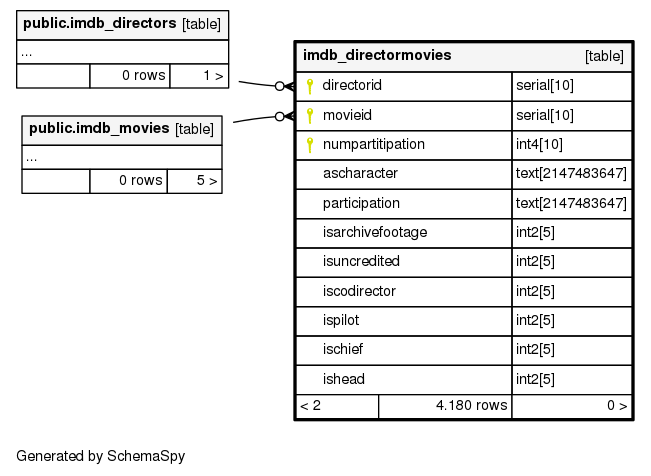 public.imdb_directors [table]
...
0 rows 1 >
public.imdb_movies [table]
...
0 rows 5 >
imdb_directormovies [table]
directorid serial[10]
movieid serial[10]
numpartitipation int4[10]
ascharacter text[2147483647]
participation text[2147483647]
isarchivefootage int2[5]
isuncredited int2[5]
iscodirector int2[5]
ispilot int2[5]
ischief int2[5]
ishead int2[5]
< 2 4.180 rows 0 >
Generated by SchemaSpy